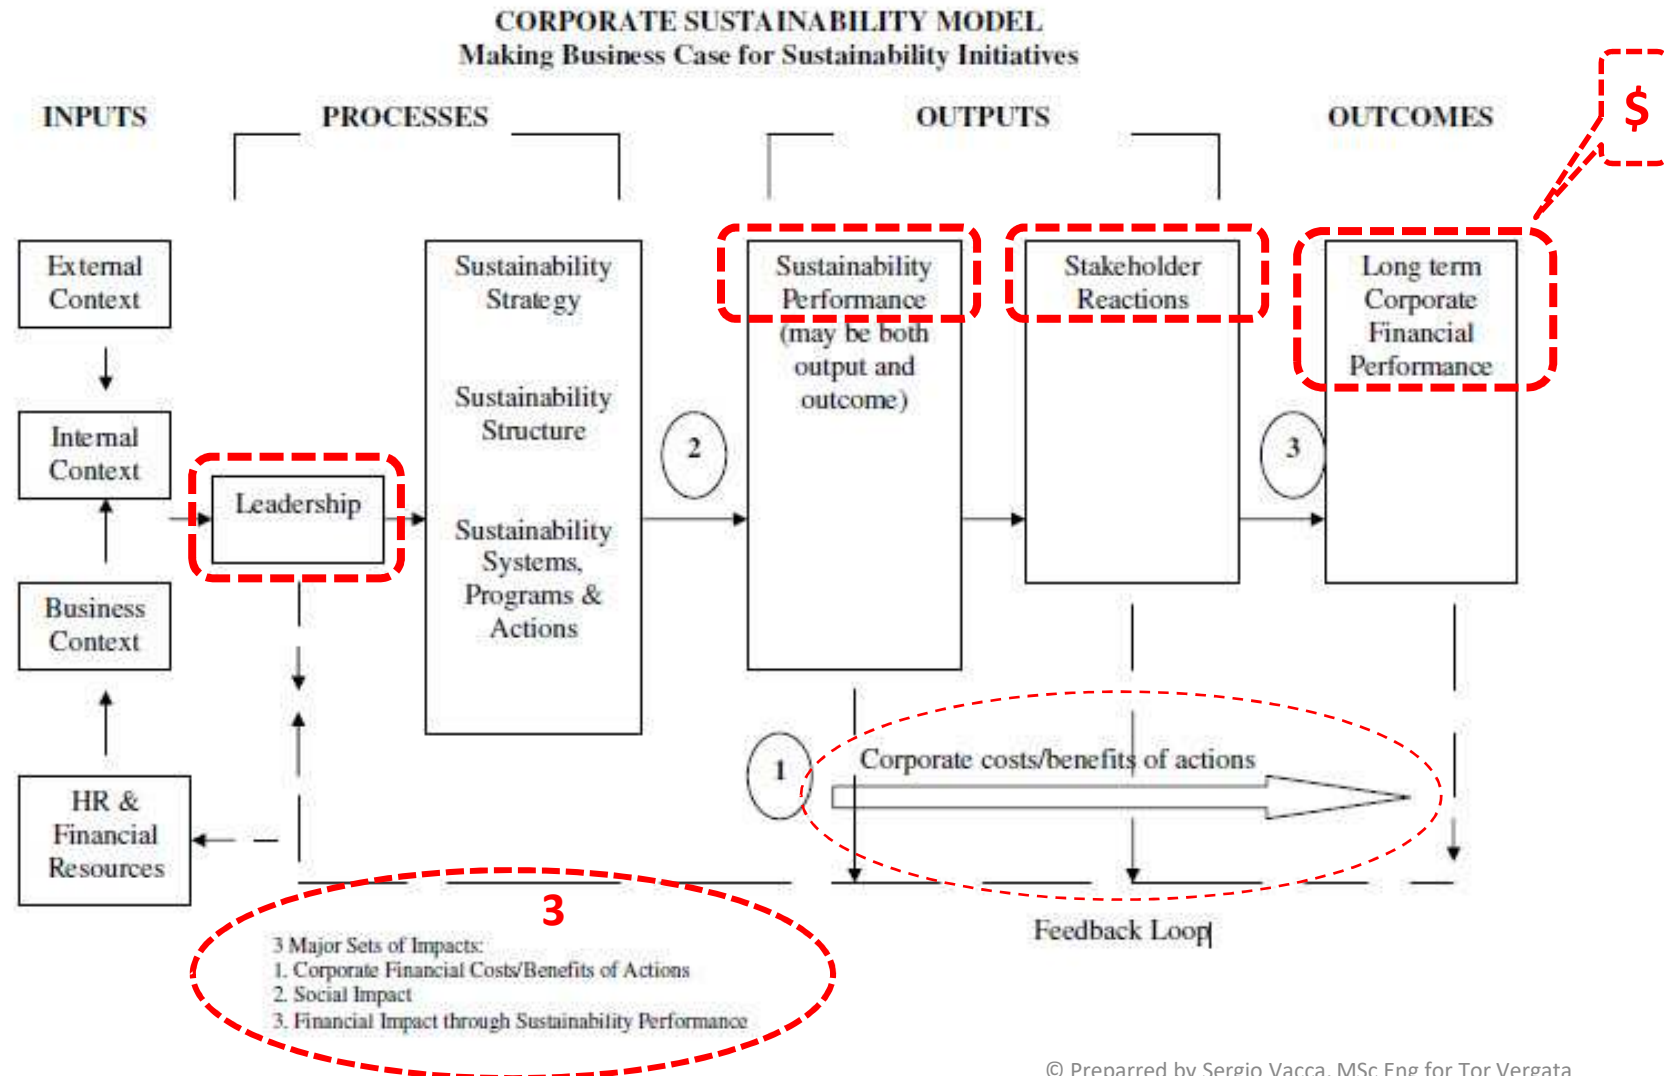 CORPORATE SUSTAINABILITY MODEL
Making Business Case for Sustainability Initiatives
$
INPUTS
PROCESSES
OUTPUTS
OUTCOMES
External
Context
Internal
Context
Business
Context
HR &
Financial
Resources
Leadership
Sustainability
Strategy
Sustainability
Structure
Sustainability
Systems,
Programs &
Actions
2
Sustainability
Performance
(may be both
output and
outcome)
Stakeholder
Reactions
3
Long term
Corporate
Financial
Performance
1
Corporate costs/benefits of actions
Feedback Loop
3
3 Major Sets of Impacts:
1. Corporate Financial Costs/Benefits of Actions
2. Social Impact
3. Financial Impact through Sustainability Performance
© Preparred by Sergio Vacca, MSc Eng for Tor Vergata